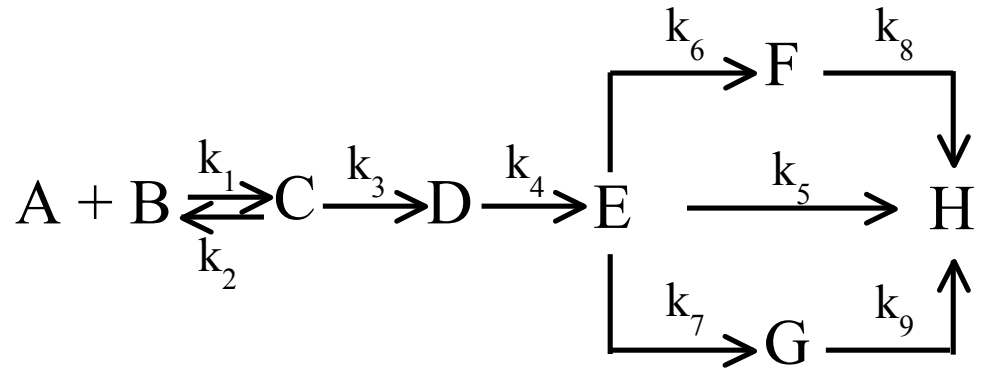 k₆ F k₈
k₁ k₃ k₄ k₅
A + B C D E H
k₂
k₇ G k₉